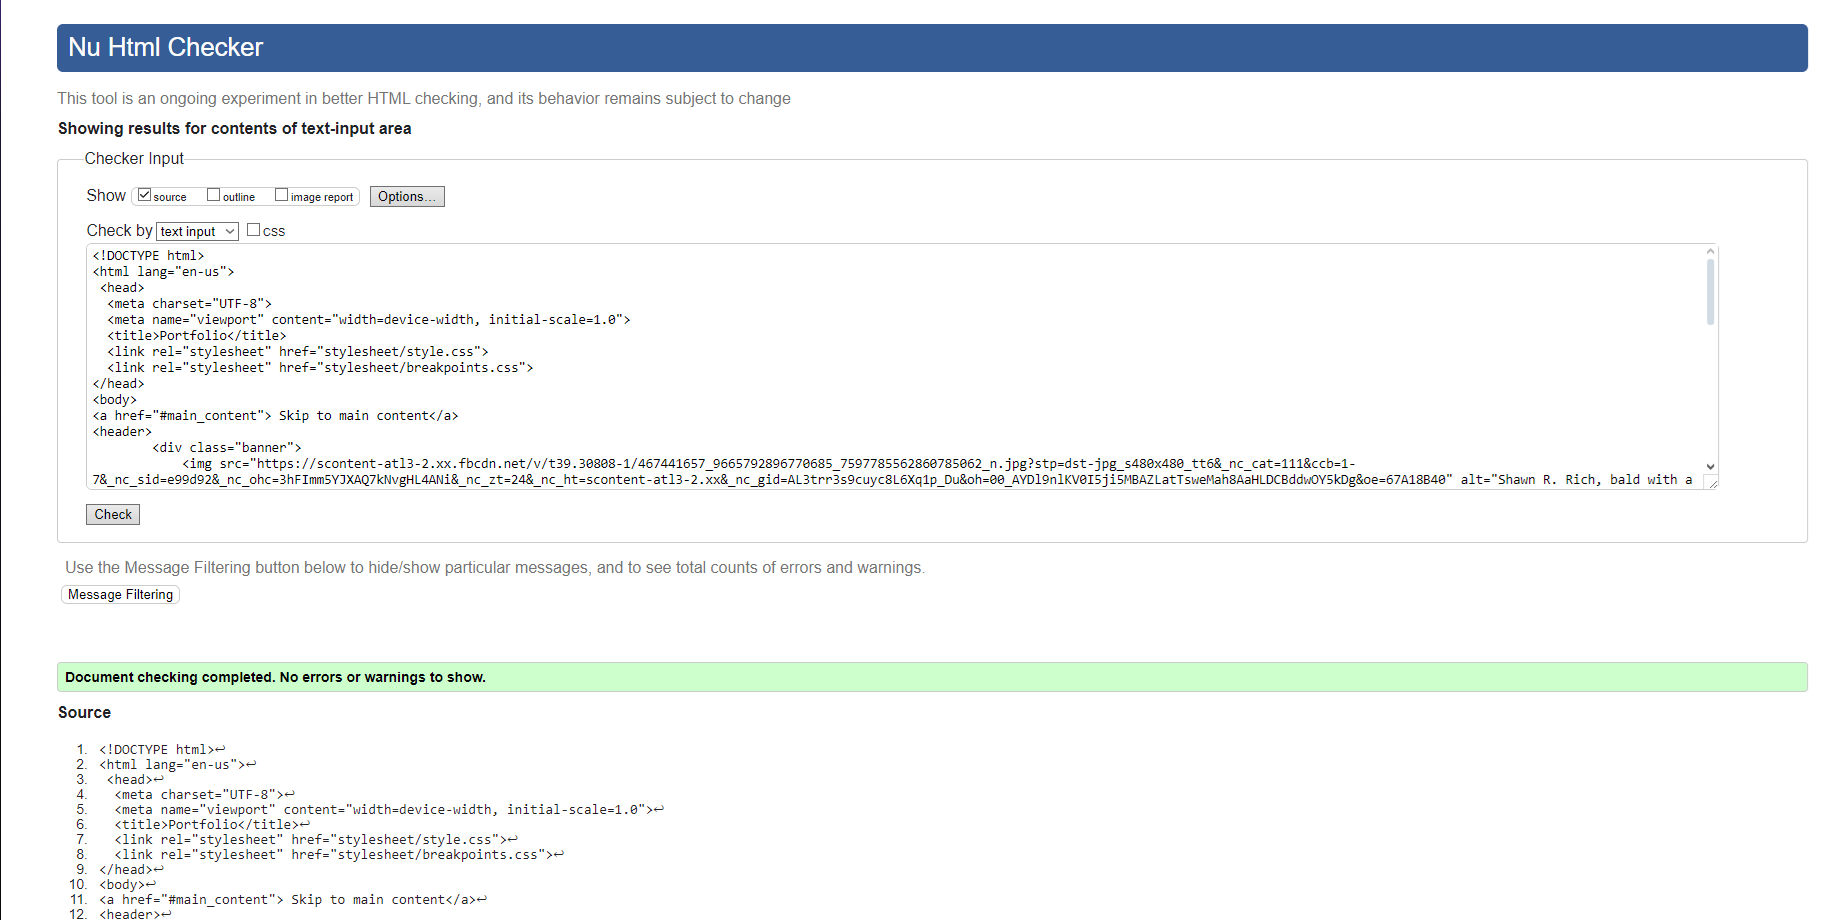 Nu Html Checker
This tool is an ongoing experiment in better HTML checking, and its behavior remains subject to change
Showing results for contents of text-input area
Checker Input
Show source outline image report Options...
Check by text input css
<!DOCTYPE html>
<html lang="en-us">
<head>
<meta charset="UTF-8">
<meta name="viewport" content="width=device-width, initial-scale=1.0">
<title>Portfolio</title>
<link rel="stylesheet" href="stylesheet/style.css">
<link rel="stylesheet" href="stylesheet/breakpoints.css">
</head>
<body>
<a href="#main_content"> Skip to main content</a>
<header>
<div class="banner">
<img src="https://scontent-atl3-2.xx.fbcdn.net/v/t39.30808-1/467441657_9665792896770685_7597785562860785062_n.jpg?stp=dst-jpg_s480x480_tt6&_nc_cat=111&ccb=1-
7&_nc_sid=e99d92&_nc_ohc=3hFImm5YJXAQ7kNvgHL4ANi&_nc_zt=24&_nc_ht=scontent-atl3-2.xx&_nc_gid=AL3trr3s9cuyc8L6Xq1p_Du&oh=00_AYDl9nlKV0I5ji5MBAZLatTsweMah8AaHLDCBddwOY5kDg&oe=67A18B40" alt="Shawn R. Rich, bald with a
Check
Use the Message Filtering button below to hide/show particular messages, and to see total counts of errors and warnings.
Message Filtering
Document checking completed. No errors or warnings to show.
Source
1. <!DOCTYPE html>↩
2. <html lang="en-us">↩
3. <head>↩
4. <meta charset="UTF-8">↩
5. <meta name="viewport" content="width=device-width, initial-scale=1.0">↩
6. <title>Portfolio</title>↩
7. <link rel="stylesheet" href="stylesheet/style.css">↩
8. <link rel="stylesheet" href="stylesheet/breakpoints.css">↩
9. </head>↩
10. <body>↩
11. <a href="#main_content"> Skip to main content</a>↩
12. <header>↩